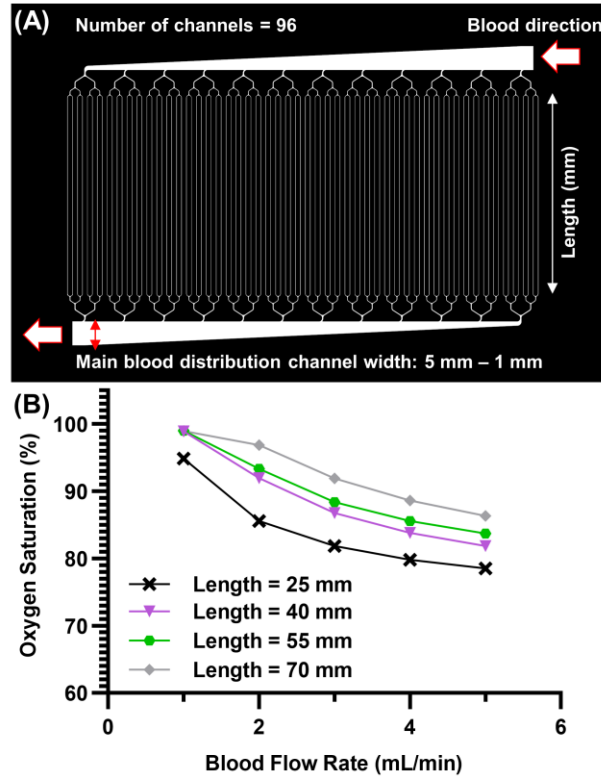 (A)
Number of channels = 96
Blood direction
Length (mm)
Main blood distribution channel width: 5 mm – 1 mm
(B)
Oxygen Saturation (%)
100
90
80
70
60
Length = 25 mm
Length = 40 mm
Length = 55 mm
Length = 70 mm
0
2
4
6
Blood Flow Rate (mL/min)